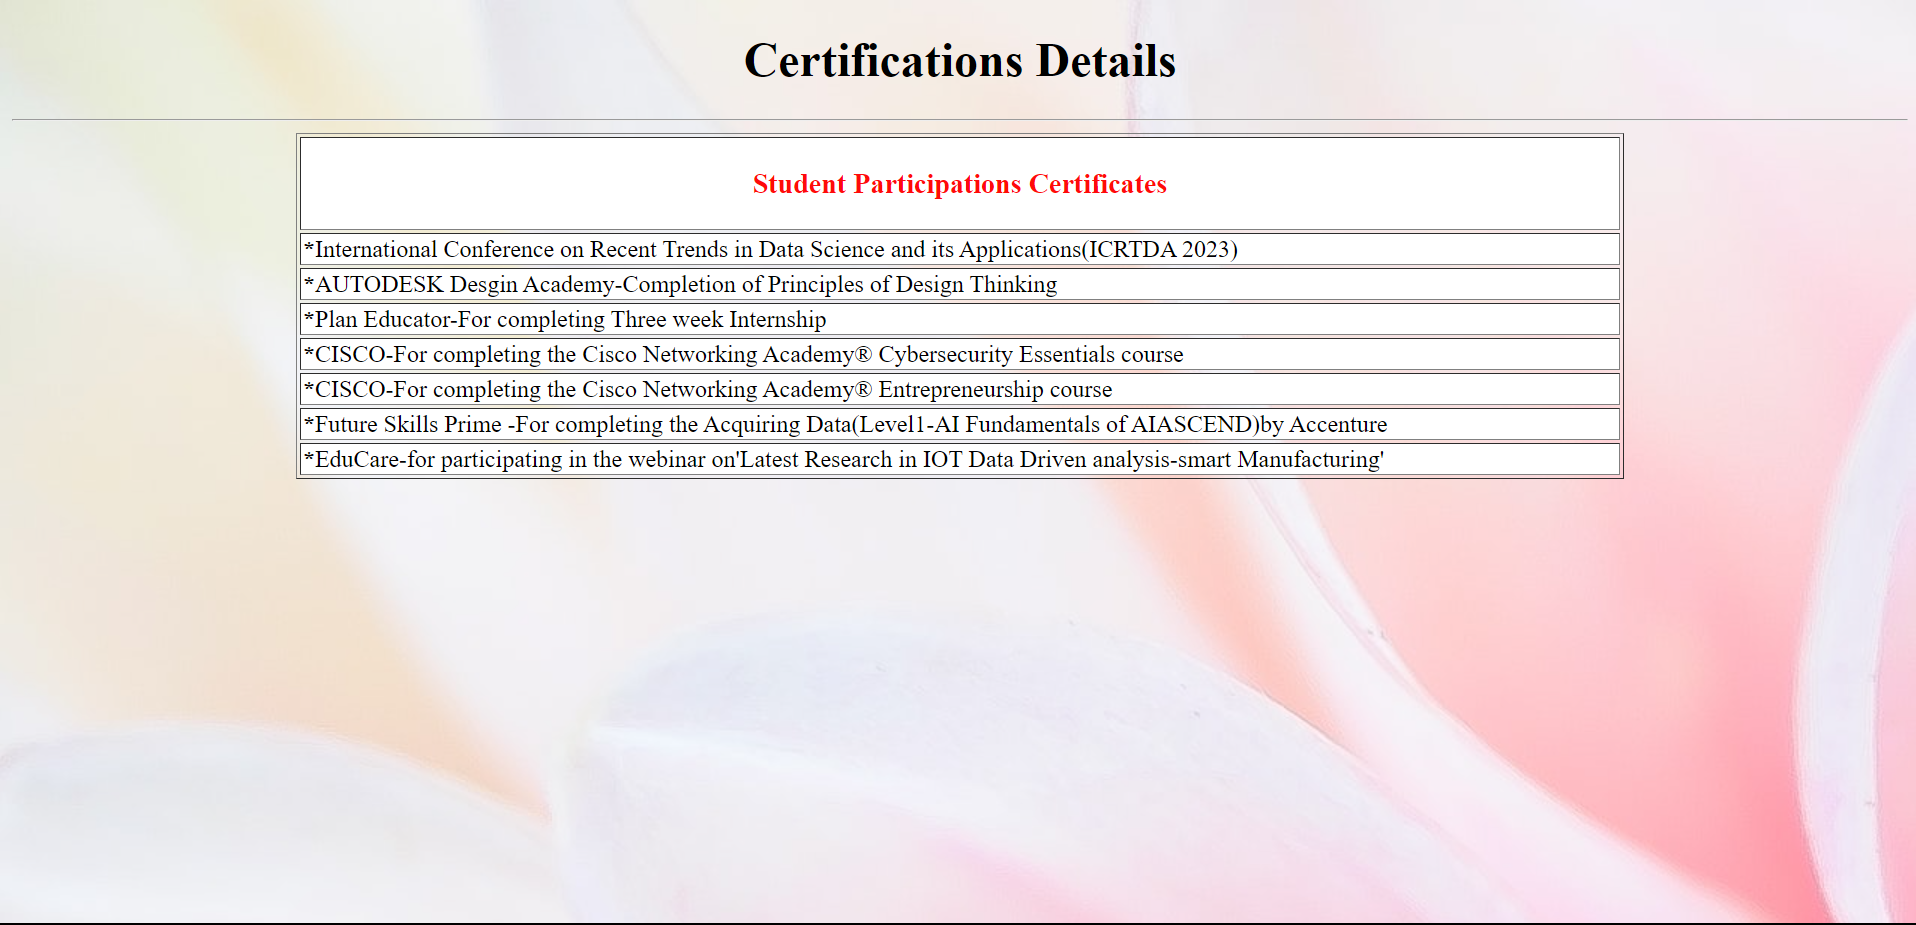 Certifications Details
Student Participations Certificates
*International Conference on Recent Trends in Data Science and its Applications(ICRTDA 2023)
*AUTODESK Desgin Academy-Completion of Principles of Design Thinking
*Plan Educator-For completing Three week Internship
*CISCO-For completing the Cisco Networking Academy® Cybersecurity Essentials course
*CISCO-For completing the Cisco Networking Academy® Entrepreneurship course
*Future Skills Prime -For completing the Acquiring Data(Level1-AI Fundamentals of AIASCEND)by Accenture
*EduCare-for participating in the webinar on'Latest Research in IOT Data Driven analysis-smart Manufacturing'